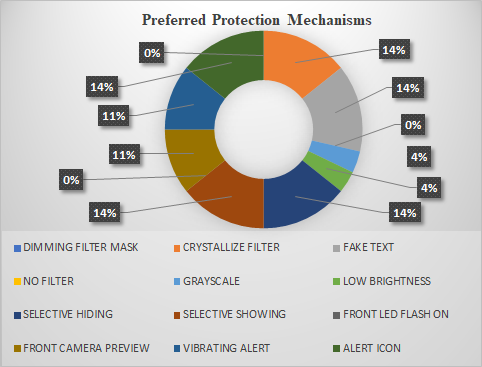 Preferred Protection Mechanisms
0%
14%
14%
14%
11%
0%
11%
4%
0%
4%
14%
14%
DIMMING FILTER MASK
CRYSTALLIZE FILTER
FAKE TEXT
NO FILTER
GRAYSCALE
LOW BRIGHTNESS
SELECTIVE HIDING
SELECTIVE SHOWING
FRONT LED FLASH ON
FRONT CAMERA PREVIEW
VIBRATING ALERT
ALERT ICON